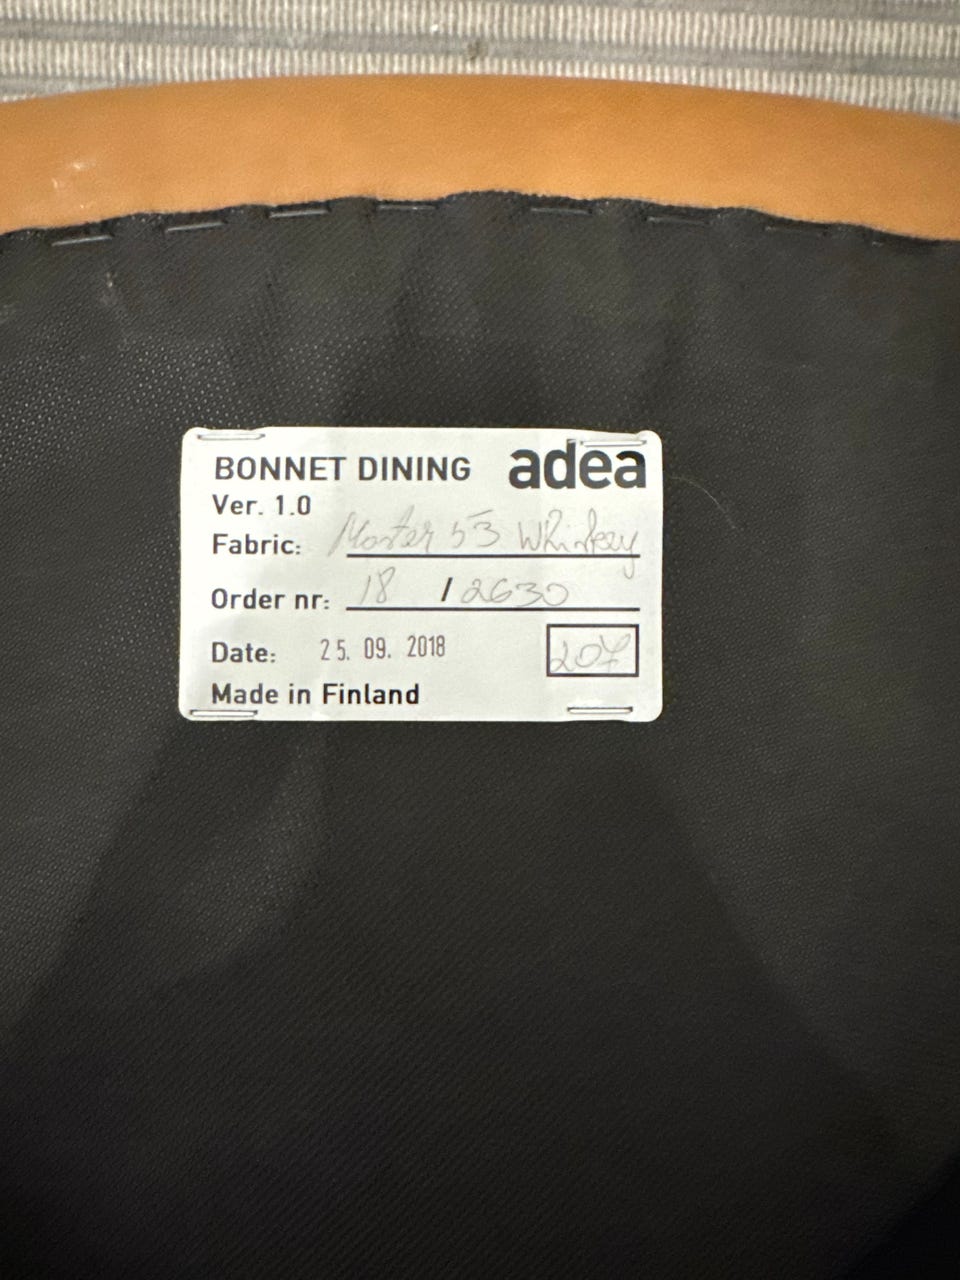 BONNET DINING adea
Ver. 1.0
Fabric: Master 53 Whiskey
Order nr: 18 / 2630
Date: 25. 09. 2018 207
Made in Finland